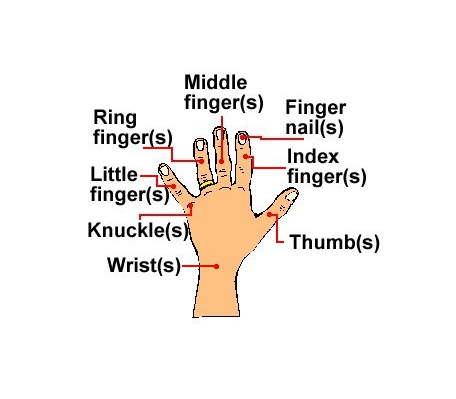 Middle
finger(s)
Finger
nail(s)
Ring
finger(s)
Index
finger(s)
Little
finger(s)
Knuckle(s)
Thumb(s)
Wrist(s)